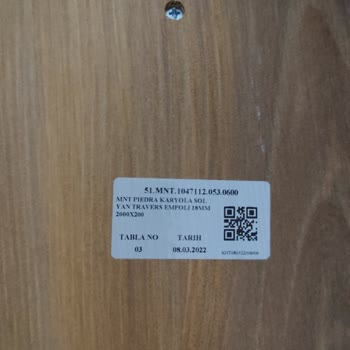 51.MNT.1047112.053.0600
MNT PIEDRA KARYOLA SOL
YAN TRAVERS EMPOLİ 18MM
2000X200
TABLA NO TARIH
03 08.03.2022